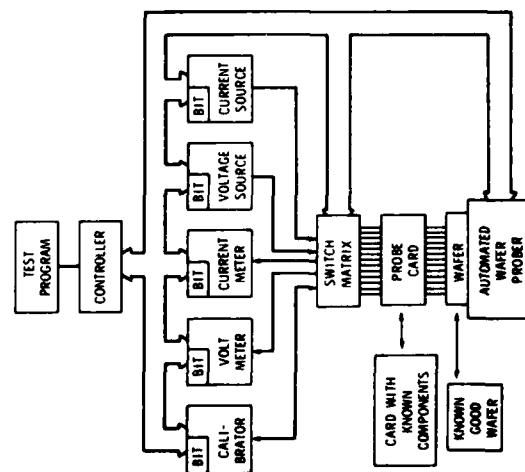 TEST
PROGRAM
CONTROLLER
BIT
CURRENT
SOURCE
BIT
VOLTAGE
SOURCE
BIT
CURRENT
METER
BIT
VOLT
METER
BIT
CALI-
BRATOR
SWITCH
MATRIX
PROBE
CARD
WAFER
AUTOMATED
WAFER
PROBER
CARD WITH
KNOWN
COMPONENTS
KNOWN
GOOD
WAFER